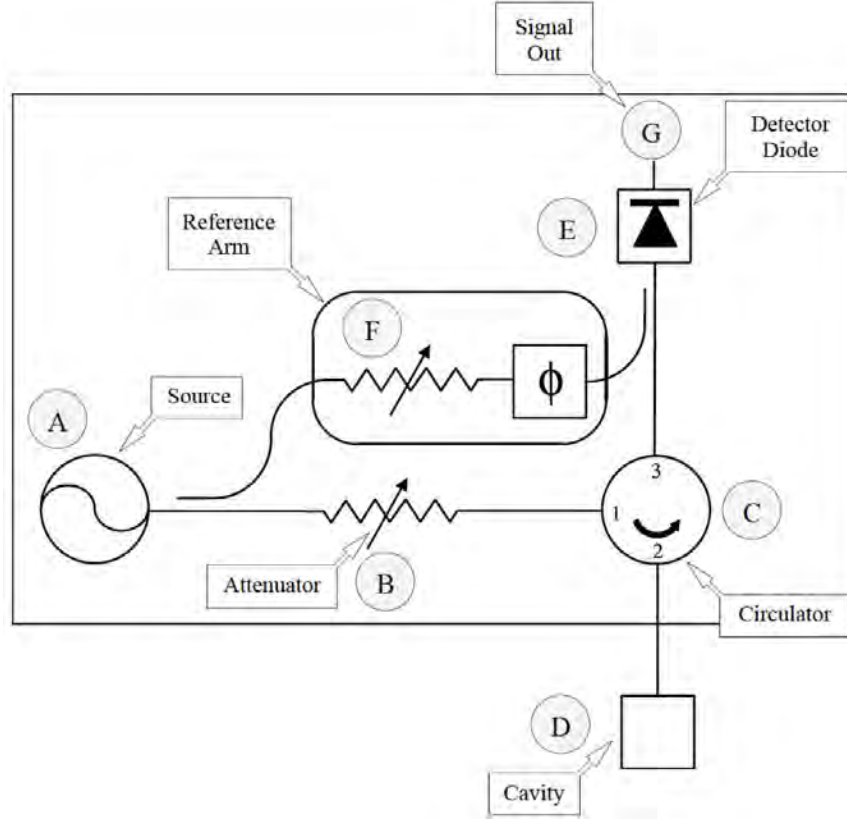 Signal
Out
G
Detector
Diode
E
Reference
Arm
F
ϕ
A
Source
3
1
2
C
Attenuator
B
Circulator
D
Cavity